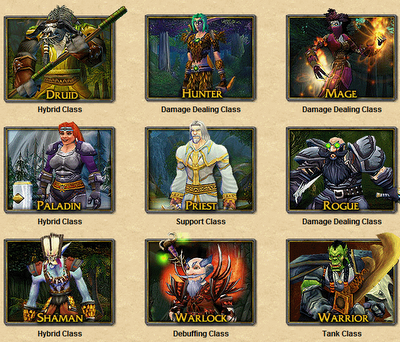 DRUID
Hybrid Class
HUNTER
Damage Dealing Class
MAGE
Damage Dealing Class
PALADIN
Hybrid Class
PRIEST
Support Class
ROGUE
Damage Dealing Class
SHAMAN
Hybrid Class
WARLOCK
Debuffing Class
WARRIOR
Tank Class